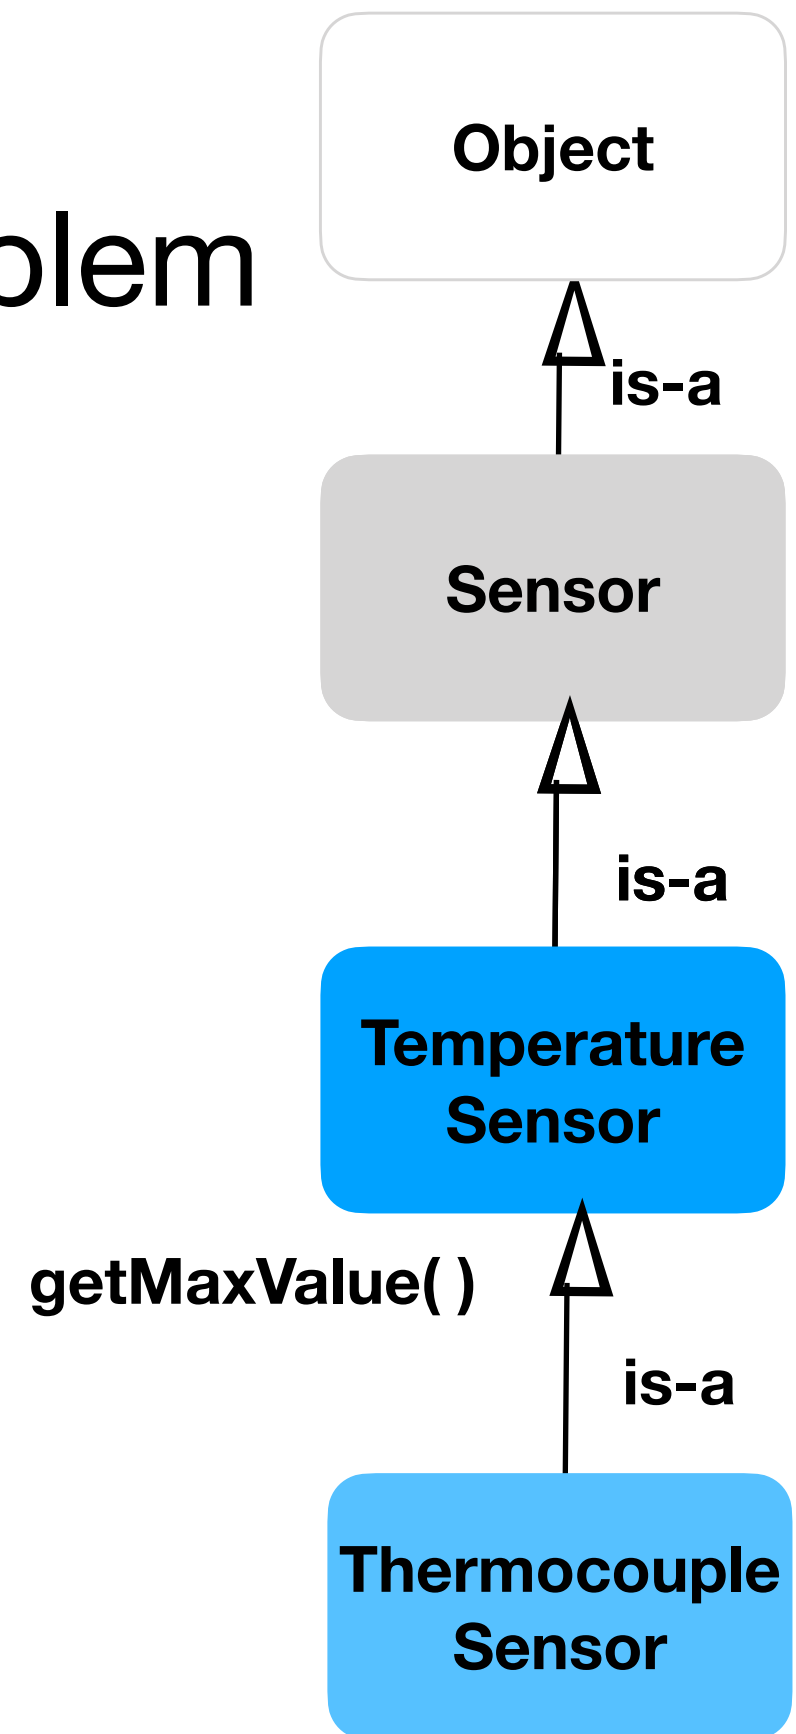 Object
blem
is-a
Sensor
is-a
Temperature
Sensor
getMaxValue( )
is-a
Thermocouple
Sensor